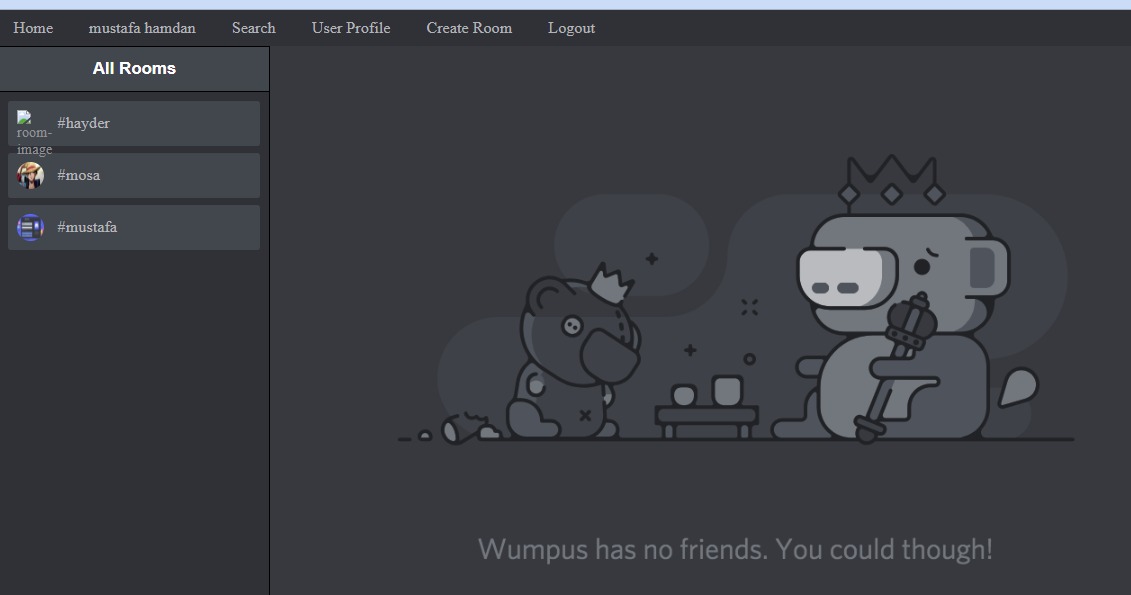 Home mustafa hamdan Search User Profile Create Room Logout
All Rooms
room-
image
#hayder
#mosa
#mustafa
Wumpus has no friends. You could though!